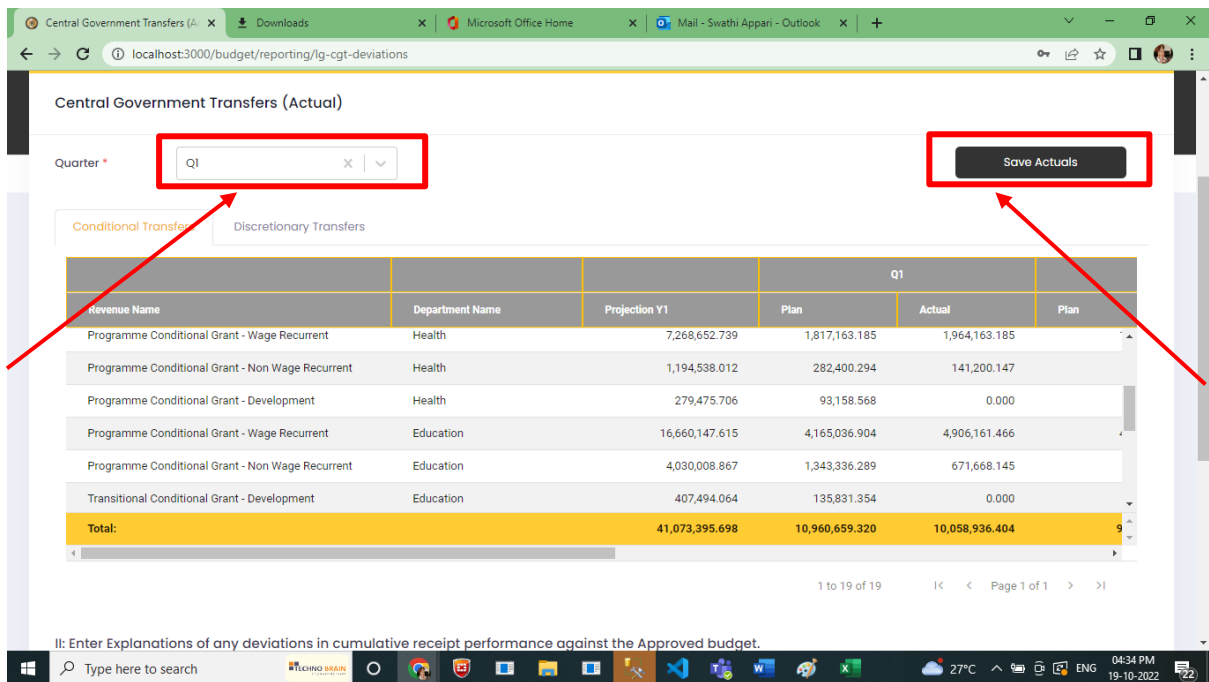 Central Government Transfers (A
Downloads
Microsoft Office Home
Mail - Swathi Appari - Outlook
localhost:3000/budget/reporting/lg-cgt-deviations
Central Government Transfers (Actual)
Quarter *
Q1
Save Actuals
Conditional Transfers
Discretionary Transfers
Q1
Revenue Name Department Name Projection Y1 Plan Actual Plan
Programme Conditional Grant - Wage Recurrent Health 7,268,652.739 1,817,163.185 1,964,163.185
Programme Conditional Grant - Non Wage Recurrent Health 1,194,538.012 282,400.294 141,200.147
Programme Conditional Grant - Development Health 279,475.706 93,158.568 0.000
Programme Conditional Grant - Wage Recurrent Education 16,660,147.615 4,165,036.904 4,906,161.466
Programme Conditional Grant - Non Wage Recurrent Education 4,030,008.867 1,343,336.289 671,668.145
Transitional Conditional Grant - Development Education 407,494.064 135,831.354 0.000
Total: 41,073,395.698 10,960,659.320 10,058,936.404 9
1 to 19 of 19 Page 1 of 1
II: Enter Explanations of any deviations in cumulative receipt performance against the Approved budget.
Type here to search
TECHNO BRAIN
27°C
ENG
04:34 PM
19-10-2022
22